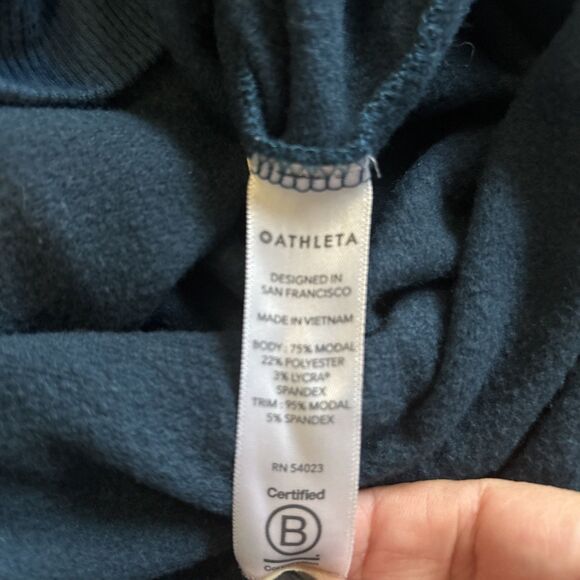 ATHLETA
DESIGNED IN
SAN FRANCISCO
MADE IN VIETNAM
BODY : 75% MODAL
22% POLYESTER
3% LYCRA®
SPANDEX
TRIM : 95% MODAL
5% SPANDEX
RN 54023
Certified
B